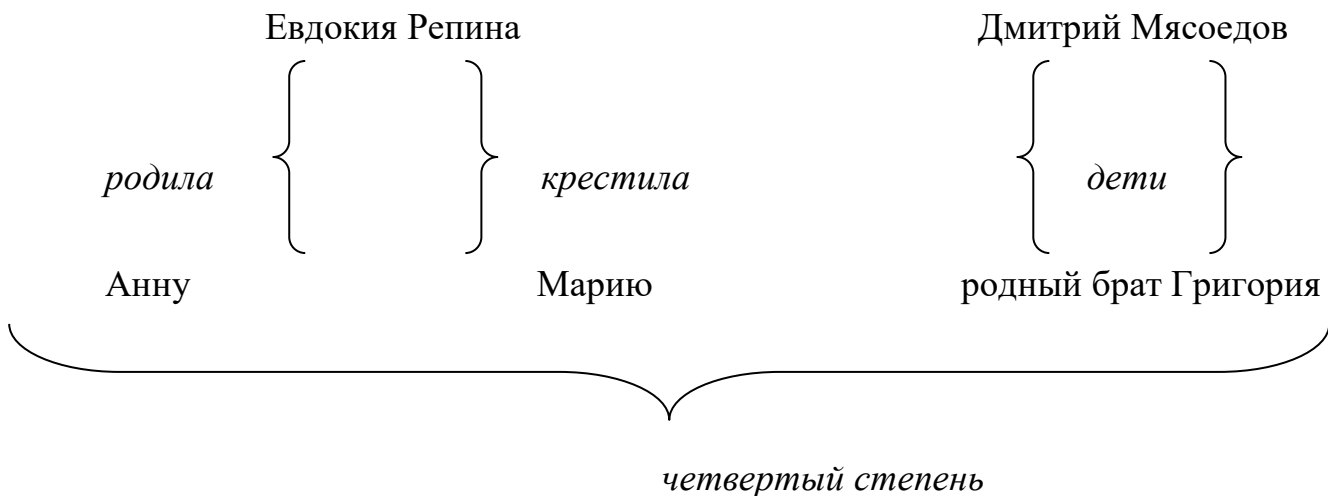 Евдокия Репина Дмитрий Мясоедов
родила крестила дети
Анну Марию родный брат Григория
четвертый степень